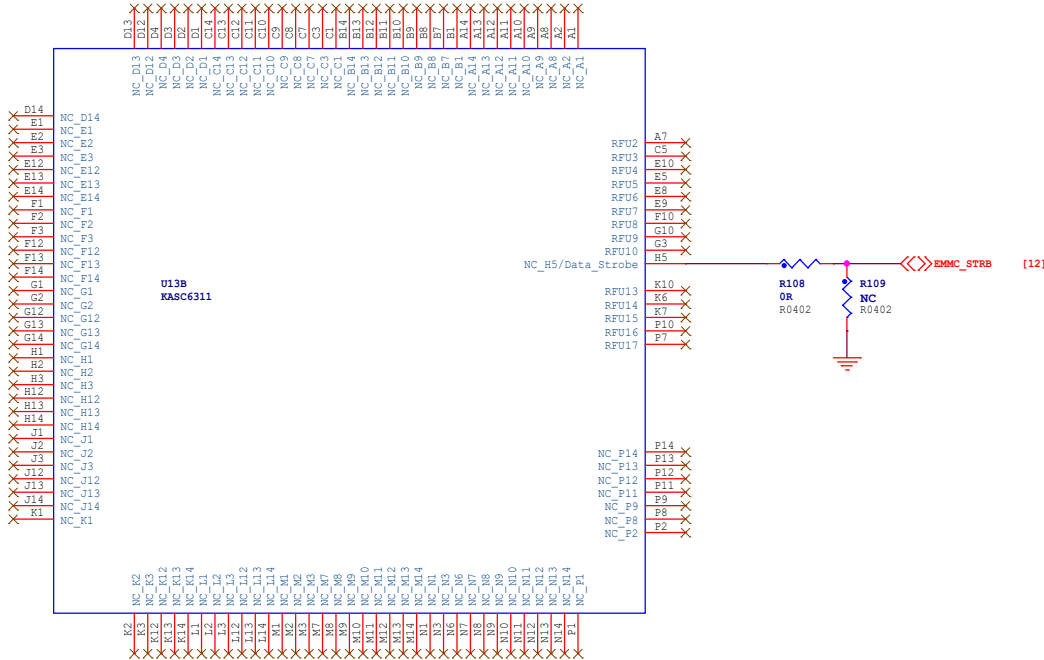 D13 D12 D4 D3 D2 D1 C14 C13 C12 C11 C10 C9 C8 C7 C3 C1 B14 B13 B12 B11 B10 B9 B8 B7 B1 A14 A13 A12 A11 A10 A9 A8 A2 A1
NC_D13 NC_D12 NC_D4 NC_D3 NC_D2 NC_D1 NC_C14 NC_C13 NC_C12 NC_C11 NC_C10 NC_C9 NC_C8 NC_C7 NC_C3 NC_C1 NC_B14 NC_B13 NC_B12 NC_B11 NC_B10 NC_B9 NC_B8 NC_B7 NC_B1 NC_A14 NC_A13 NC_A12 NC_A11 NC_A10 NC_A9 NC_A8 NC_A2 NC_A1
D14 NC_D14
E1 NC_E1
E2 NC_E2
E3 NC_E3
E12 NC_E12
E13 NC_E13
E14 NC_E14
F1 NC_F1
F2 NC_F2
F3 NC_F3
F12 NC_F12
F13 NC_F13
F14 NC_F14
G1 NC_G1
G2 NC_G2
G12 NC_G12
G13 NC_G13
G14 NC_G14
H1 NC_H1
H2 NC_H2
H3 NC_H3
H12 NC_H12
H13 NC_H13
H14 NC_H14
J1 NC_J1
J2 NC_J2
J3 NC_J3
J12 NC_J12
J13 NC_J13
J14 NC_J14
K1 NC_K1
U13B
KASC6311
RFU2 A7
RFU3 C5
RFU4 E10
RFU5 E5
RFU6 E8
RFU7 E9
RFU8 F10
RFU9 G10
RFU10 G3
NC_H5/Data_Strobe H5
RFU13 K10
RFU14 K6
RFU15 K7
RFU16 P10
RFU17 P7
NC_P14 P14
NC_P13 P13
NC_P12 P12
NC_P11 P11
NC_P9 P9
NC_P8 P8
NC_P2 P2
EMMC_STRB [12]
R108
0R
R0402
R109
NC
R0402
NC_K2 NC_K3 NC_K12 NC_K13 NC_K14 NC_L1 NC_L2 NC_L3 NC_L12 NC_L13 NC_L14 NC_M1 NC_M2 NC_M3 NC_M7 NC_M8 NC_M9 NC_M10 NC_M11 NC_M12 NC_M13 NC_M14 NC_N1 NC_N3 NC_N6 NC_N7 NC_N8 NC_N9 NC_N10 NC_N11 NC_N12 NC_N13 NC_N14 NC_P1
K2 K3 K12 K13 K14 L1 L2 L3 L12 L13 L14 M1 M2 M3 M7 M8 M9 M10 M11 M12 M13 M14 N1 N3 N6 N7 N8 N9 N10 N11 N12 N13 N14 P1